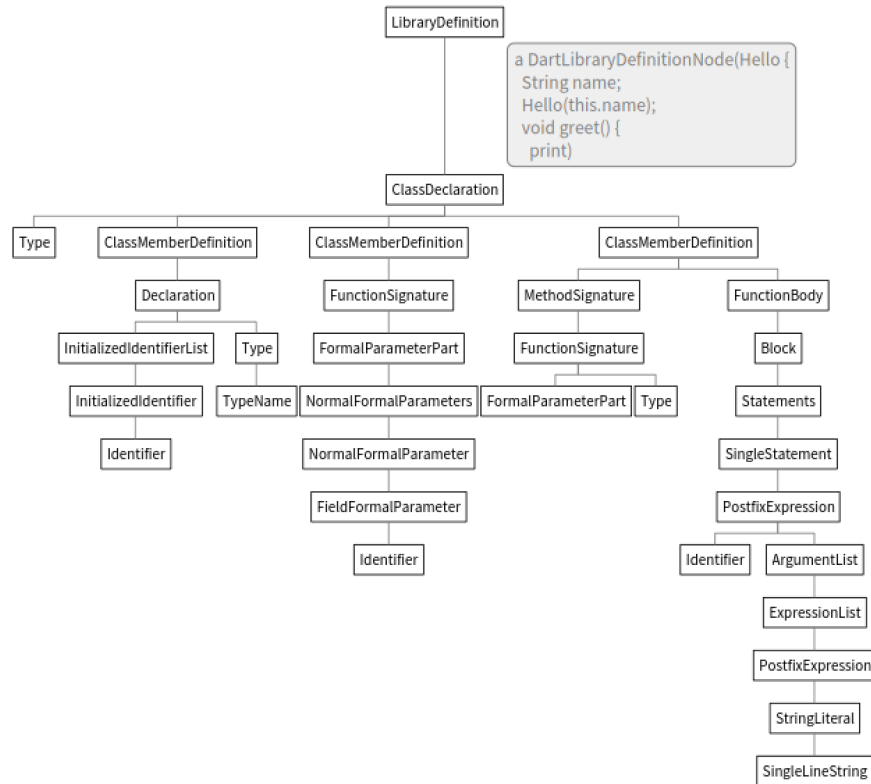 LibraryDefinition
a DartLibraryDefinitionNode(Hello {
String name;
Hello(this.name);
void greet() {
print)
ClassDeclaration
Type ClassMemberDefinition ClassMemberDefinition ClassMemberDefinition
Declaration FunctionSignature MethodSignature FunctionBody
InitializedIdentifierList Type FormalParameterPart FunctionSignature Block
InitializedIdentifier TypeName NormalFormalParameters FormalParameterPart Type Statements
Identifier NormalFormalParameter SingleStatement
FieldFormalParameter PostfixExpression
Identifier Identifier ArgumentList
ExpressionList
PostfixExpression
StringLiteral
SingleLineString